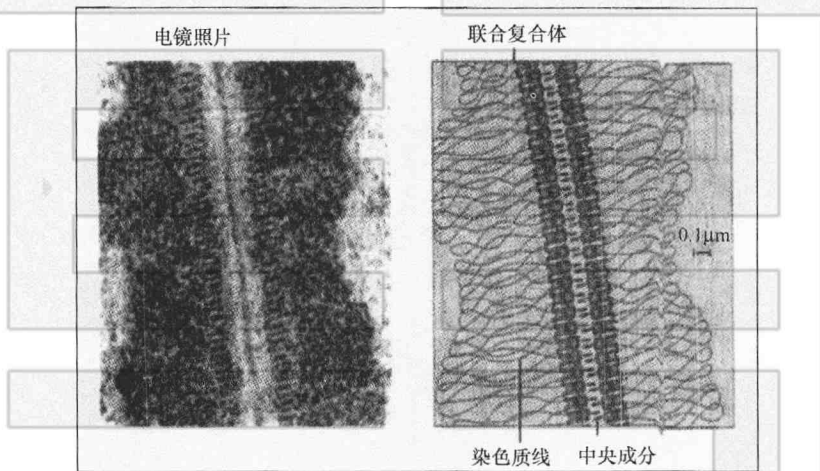 电镜照片
联合复合体
0.1μm
染色质线
中央成分